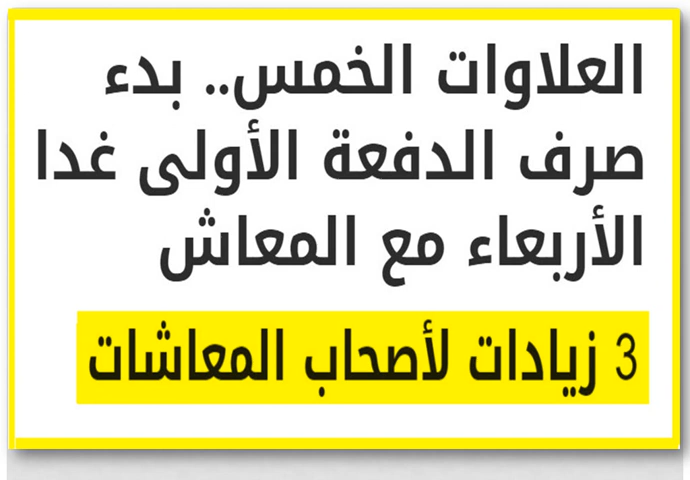 العلاوات الخمس.. بدء
صرف الدفعة الأولى غدا
الأربعاء مع المعاش
3 زيادات لأصحاب المعاشات